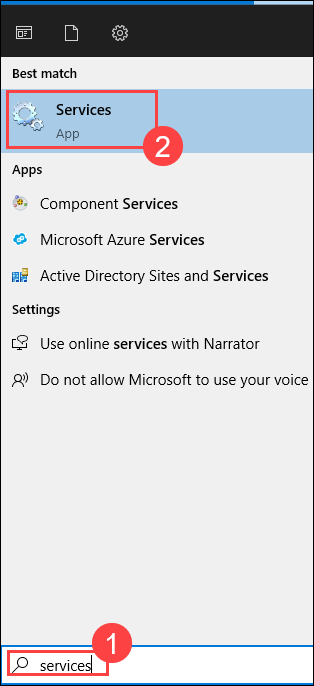 Best match
Services
App
2
Apps
Component Services
Microsoft Azure Services
Active Directory Sites and Services
Settings
Use online services with Narrator
Do not allow Microsoft to use your voice
1
services